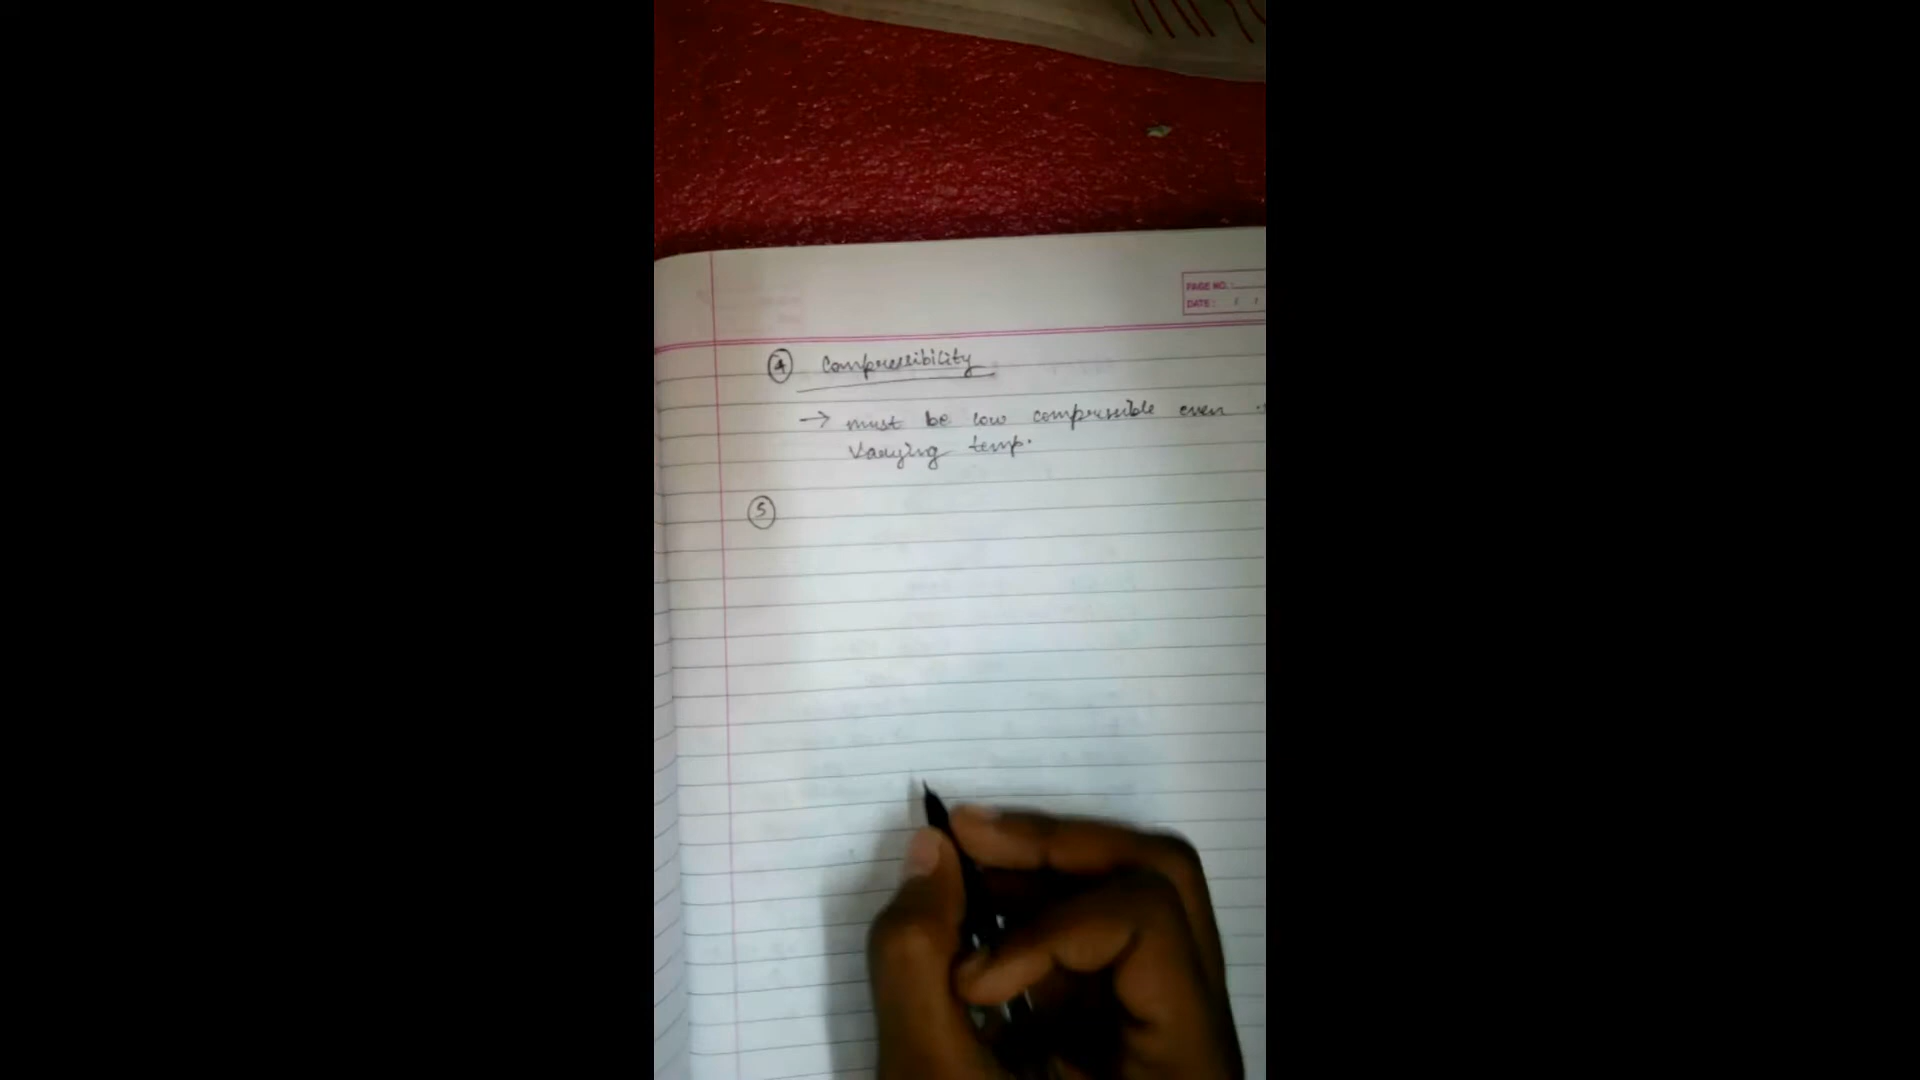 PAGE NO. :
DATE : / /
4 Compressibility
→ must be low compressible even
varying temp.
5